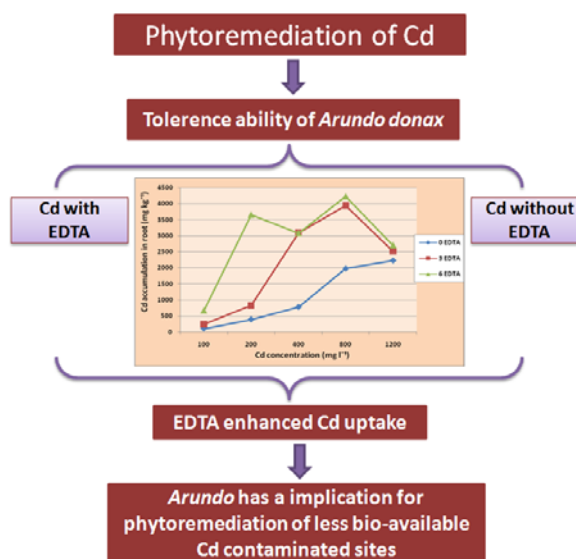 Phytoremediation of Cd
Tolerence ability of Arundo donax
Cd with
EDTA
Cd accumulation in root (mg kg⁻¹)
4500
4000
3500
3000
2500
2000
1500
1000
500
0
100
200
400
800
1200
Cd concentration (mg l⁻¹)
0 EDTA
3 EDTA
6 EDTA
Cd without
EDTA
EDTA enhanced Cd uptake
Arundo has a implication for
phytoremediation of less bio-available
Cd contaminated sites